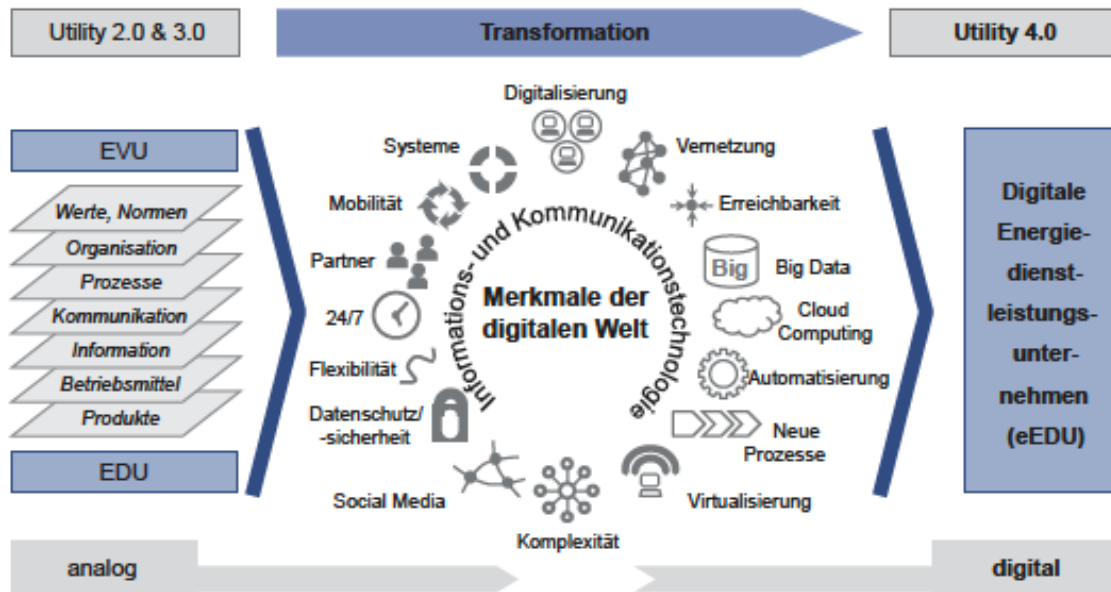 Utility 2.0 & 3.0
Transformation
Utility 4.0
EVU
Werte, Normen
Organisation
Prozesse
Kommunikation
Information
Betriebsmittel
Produkte
EDU
Digitalisierung
Vernetzung
Erreichbarkeit
Big
Big Data
Cloud
Computing
Automatisierung
Neue
Prozesse
Virtualisierung
Komplexität
Social Media
Datenschutz/
-sicherheit
Flexibilität
24/7
Partner
Mobilität
Systeme
Informations- und Kommunikationstechnologie
Merkmale der
digitalen Welt
Digitale
Energie-
dienst-
leistungs-
unter-
nehmen
(eEDU)
analog
digital